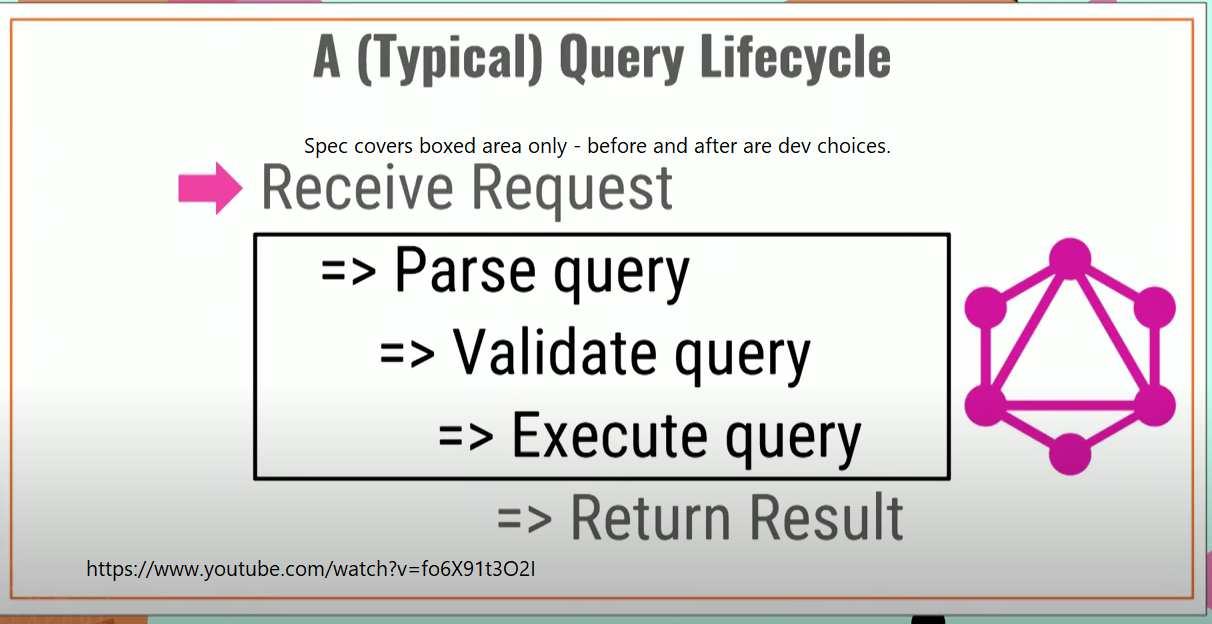 A (Typical) Query Lifecycle
Spec covers boxed area only - before and after are dev choices.
Receive Request
=> Parse query
=> Validate query
=> Execute query
=> Return Result
https://www.youtube.com/watch?v=fo6X91t3O2I